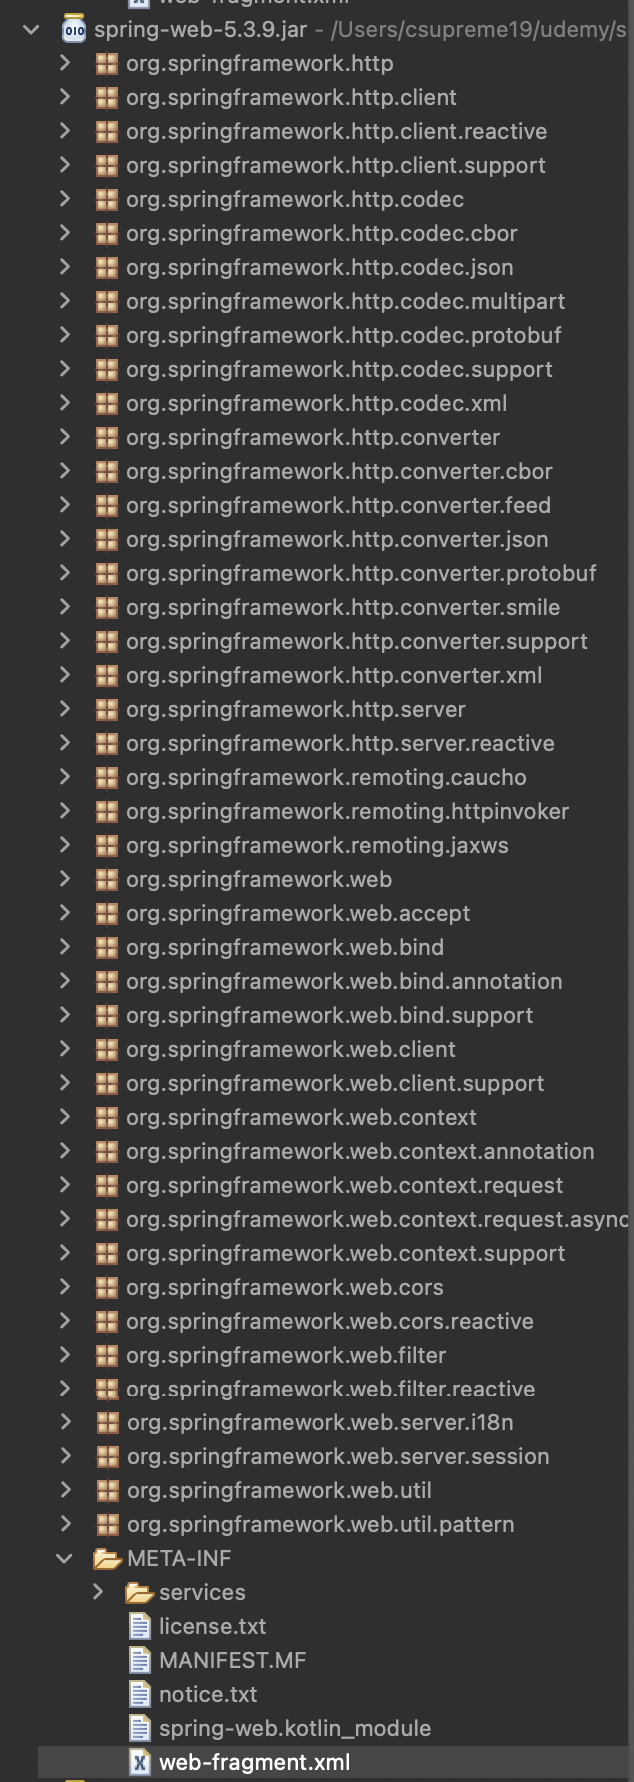 web-fragment.xml
spring-web-5.3.9.jar - /Users/csupreme19/udemy/s
org.springframework.http
org.springframework.http.client
org.springframework.http.client.reactive
org.springframework.http.client.support
org.springframework.http.codec
org.springframework.http.codec.cbor
org.springframework.http.codec.json
org.springframework.http.codec.multipart
org.springframework.http.codec.protobuf
org.springframework.http.codec.support
org.springframework.http.codec.xml
org.springframework.http.converter
org.springframework.http.converter.cbor
org.springframework.http.converter.feed
org.springframework.http.converter.json
org.springframework.http.converter.protobuf
org.springframework.http.converter.smile
org.springframework.http.converter.support
org.springframework.http.converter.xml
org.springframework.http.server
org.springframework.http.server.reactive
org.springframework.remoting.caucho
org.springframework.remoting.httpinvoker
org.springframework.remoting.jaxws
org.springframework.web
org.springframework.web.accept
org.springframework.web.bind
org.springframework.web.bind.annotation
org.springframework.web.bind.support
org.springframework.web.client
org.springframework.web.client.support
org.springframework.web.context
org.springframework.web.context.annotation
org.springframework.web.context.request
org.springframework.web.context.request.async
org.springframework.web.context.support
org.springframework.web.cors
org.springframework.web.cors.reactive
org.springframework.web.filter
org.springframework.web.filter.reactive
org.springframework.web.server.i18n
org.springframework.web.server.session
org.springframework.web.util
org.springframework.web.util.pattern
META-INF
services
license.txt
MANIFEST.MF
notice.txt
spring-web.kotlin_module
web-fragment.xml